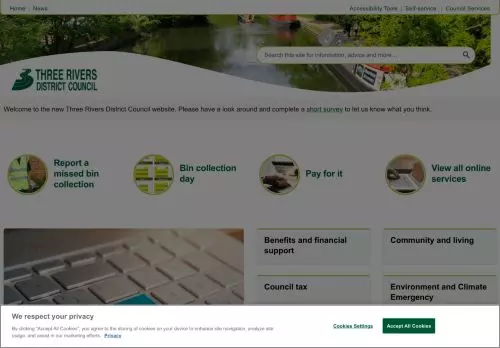 Home | News
Accessibility Tools | Self-service | Council Services
Search this site for information, advice and more...
THREE RIVERS
DISTRICT COUNCIL
Welcome to the new Three Rivers District Council website. Please have a look around and complete a short survey to let us know what you think.
Report a
missed bin
collection
Bin collection
day
Pay for it
View all online
services
Benefits and financial
support
Community and living
Council tax
Environment and Climate
Emergency
We respect your privacy
By clicking "Accept All Cookies", you agree to the storing of cookies on your device to enhance site navigation, analyze site
usage, and assist in our marketing efforts. Privacy
Cookies Settings
Accept All Cookies